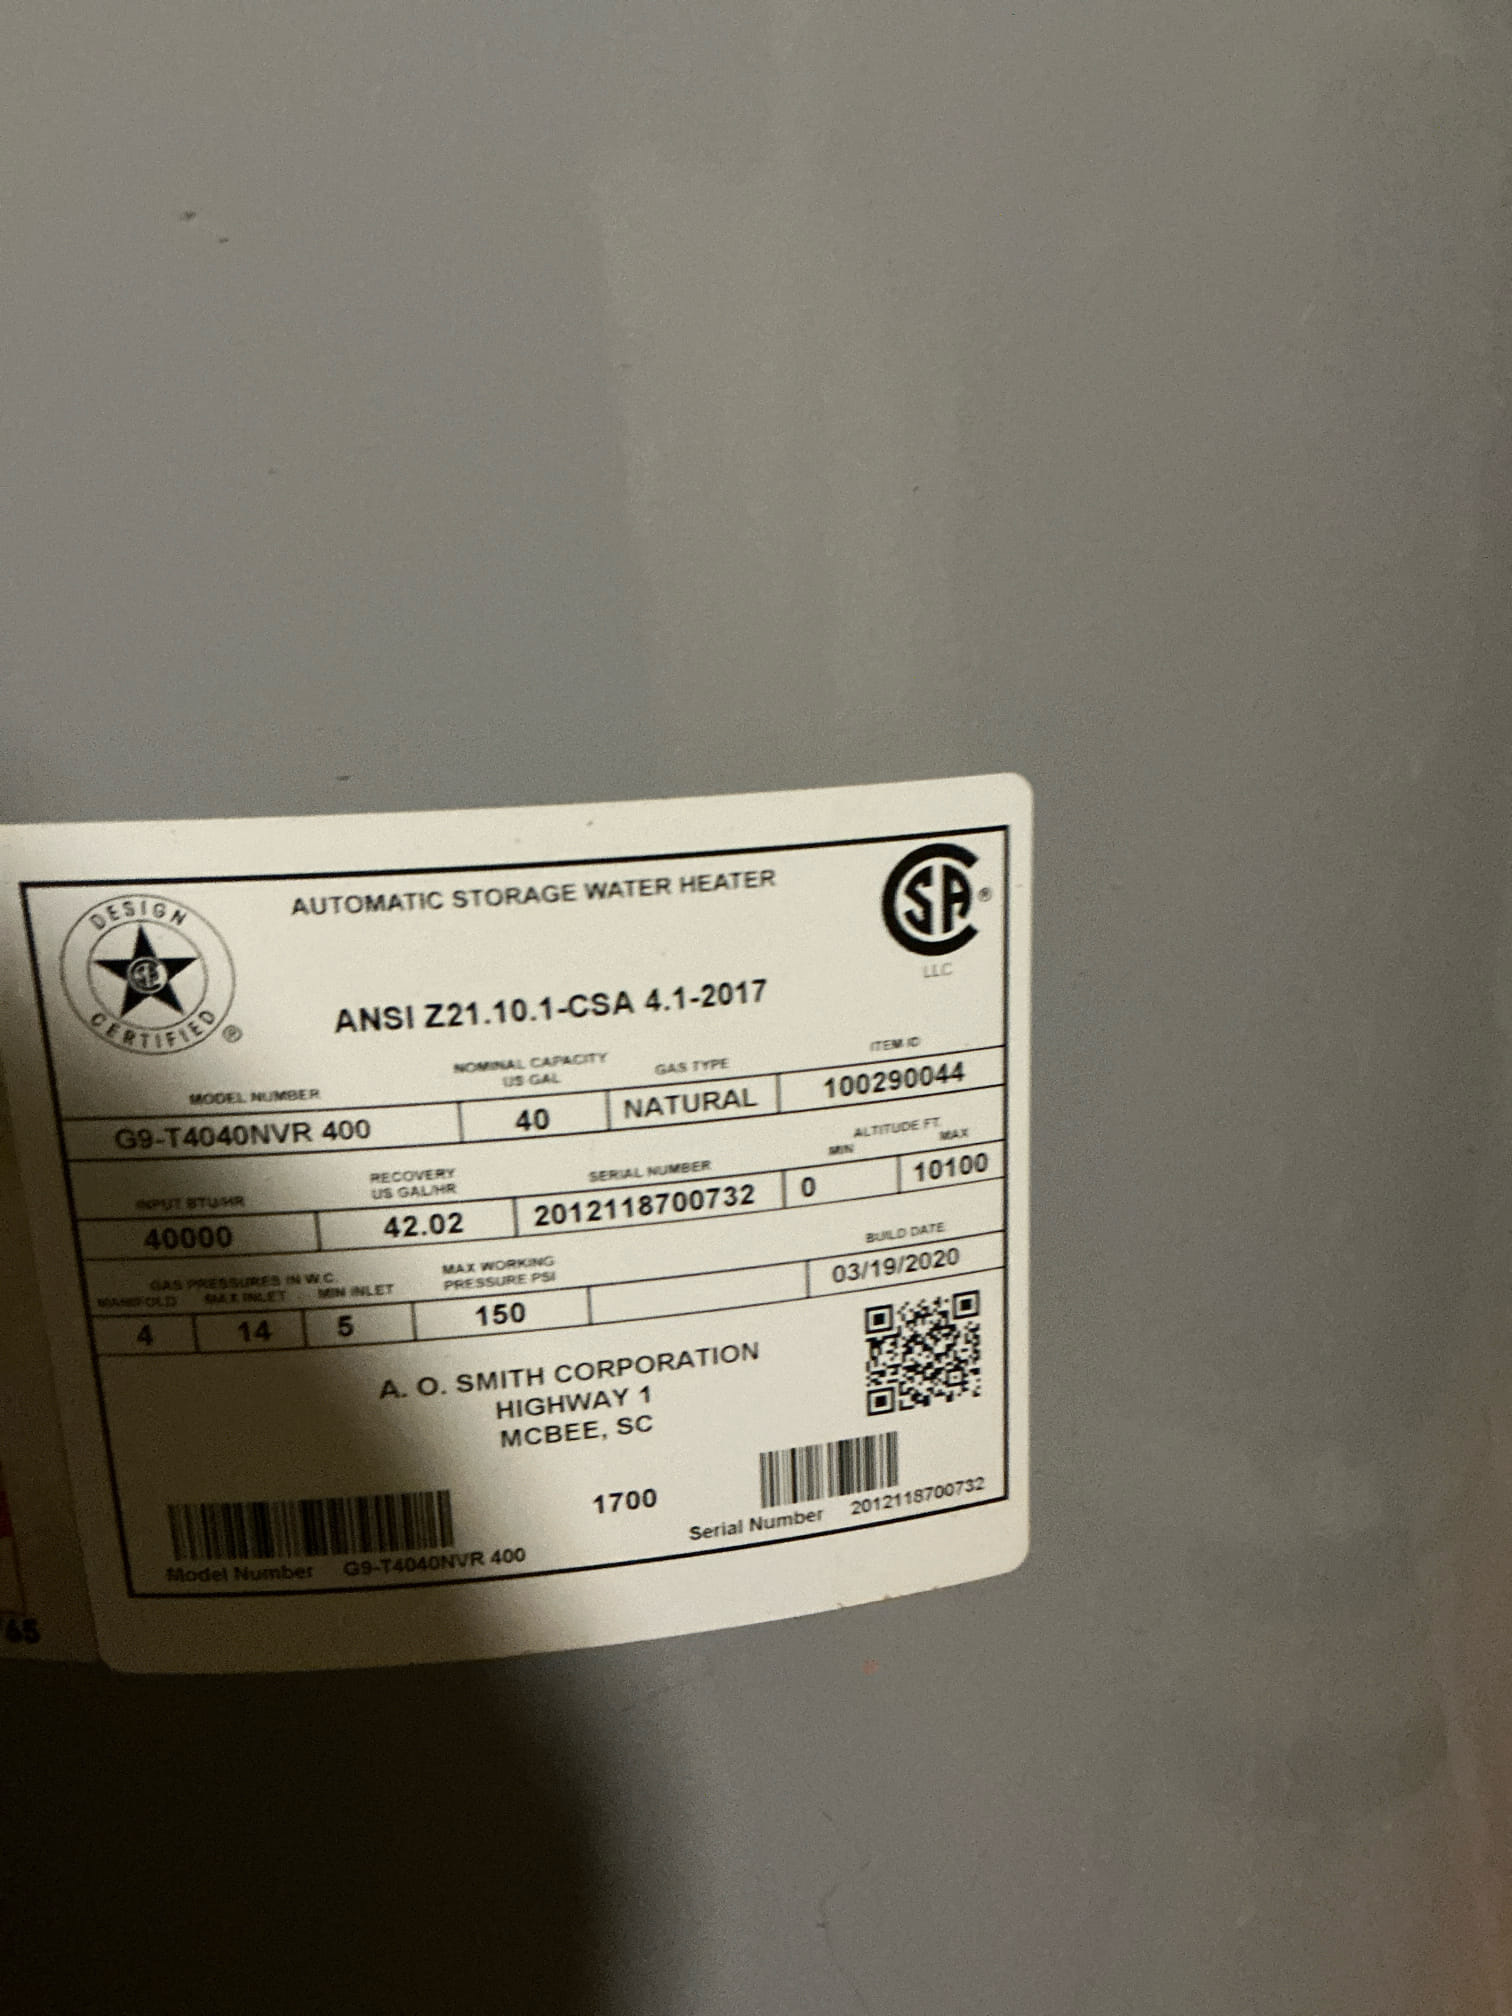 DESIGN
CERTIFIED ®
AUTOMATIC STORAGE WATER HEATER
SA ®
LLC
ANSI Z21.10.1-CSA 4.1-2017
MODEL NUMBER
NOMINAL CAPACITY
US GAL
GAS TYPE
ITEM ID
G9-T4040NVR 400
40
NATURAL
100290044
INPUT BTU/HR
RECOVERY
US GAL/HR
SERIAL NUMBER
ALTITUDE FT.
MIN
MAX
40000
42.02
2012118700732
0
10100
GAS PRESSURES IN W.C.
MANIFOLD
MAX INLET
MIN INLET
MAX WORKING
PRESSURE PSI
BUILD DATE
4
14
5
150
03/19/2020
A. O. SMITH CORPORATION
HIGHWAY 1
MCBEE, SC
1700
Model Number G9-T4040NVR 400
Serial Number 2012118700732
65